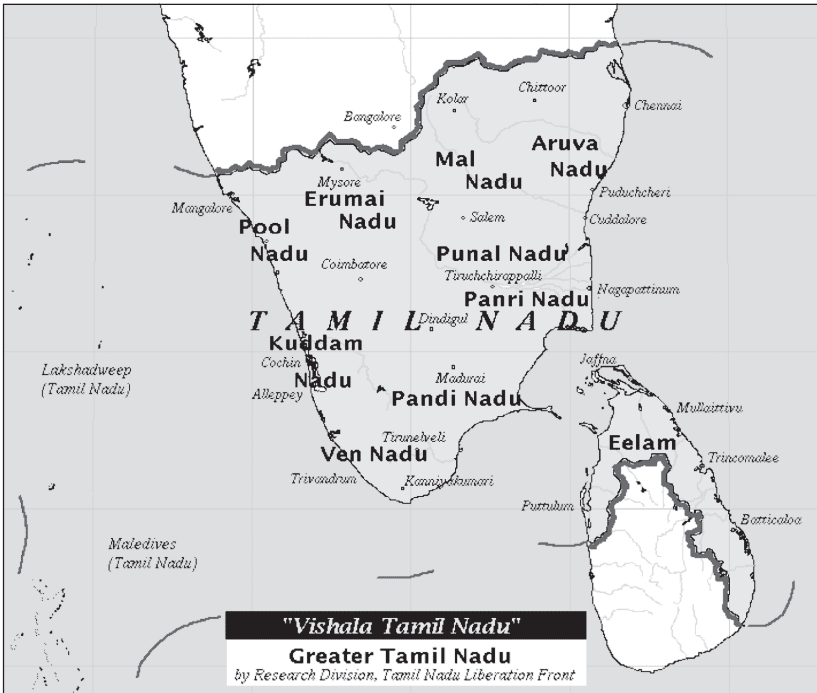 Bangalore
Kolar
Chittoor
Chennai
Aruva
Nadu
Mal
Nadu
Mysore
Erumai
Nadu
Mangalore
Pool
Nadu
Salem
Puduchcheri
Cuddalore
Punal Nadu
Coimbatore
Tiruchchirappalli
Nagapattinum
Panri Nadu
TAMIL NADU
Dindigul
Kuddam
Nadu
Cochin
Alleppey
Madurai
Pandi Nadu
Lakshadweep
(Tamil Nadu)
Jaffna
Mullaittivu
Eelam
Tirunelveli
Ven Nadu
Trivandrum
Kanniyakumari
Trincomalee
Puttulum
Batticaloa
Maledives
(Tamil Nadu)
"Vishala Tamil Nadu"
Greater Tamil Nadu
by Research Division, Tamil Nadu Liberation Front